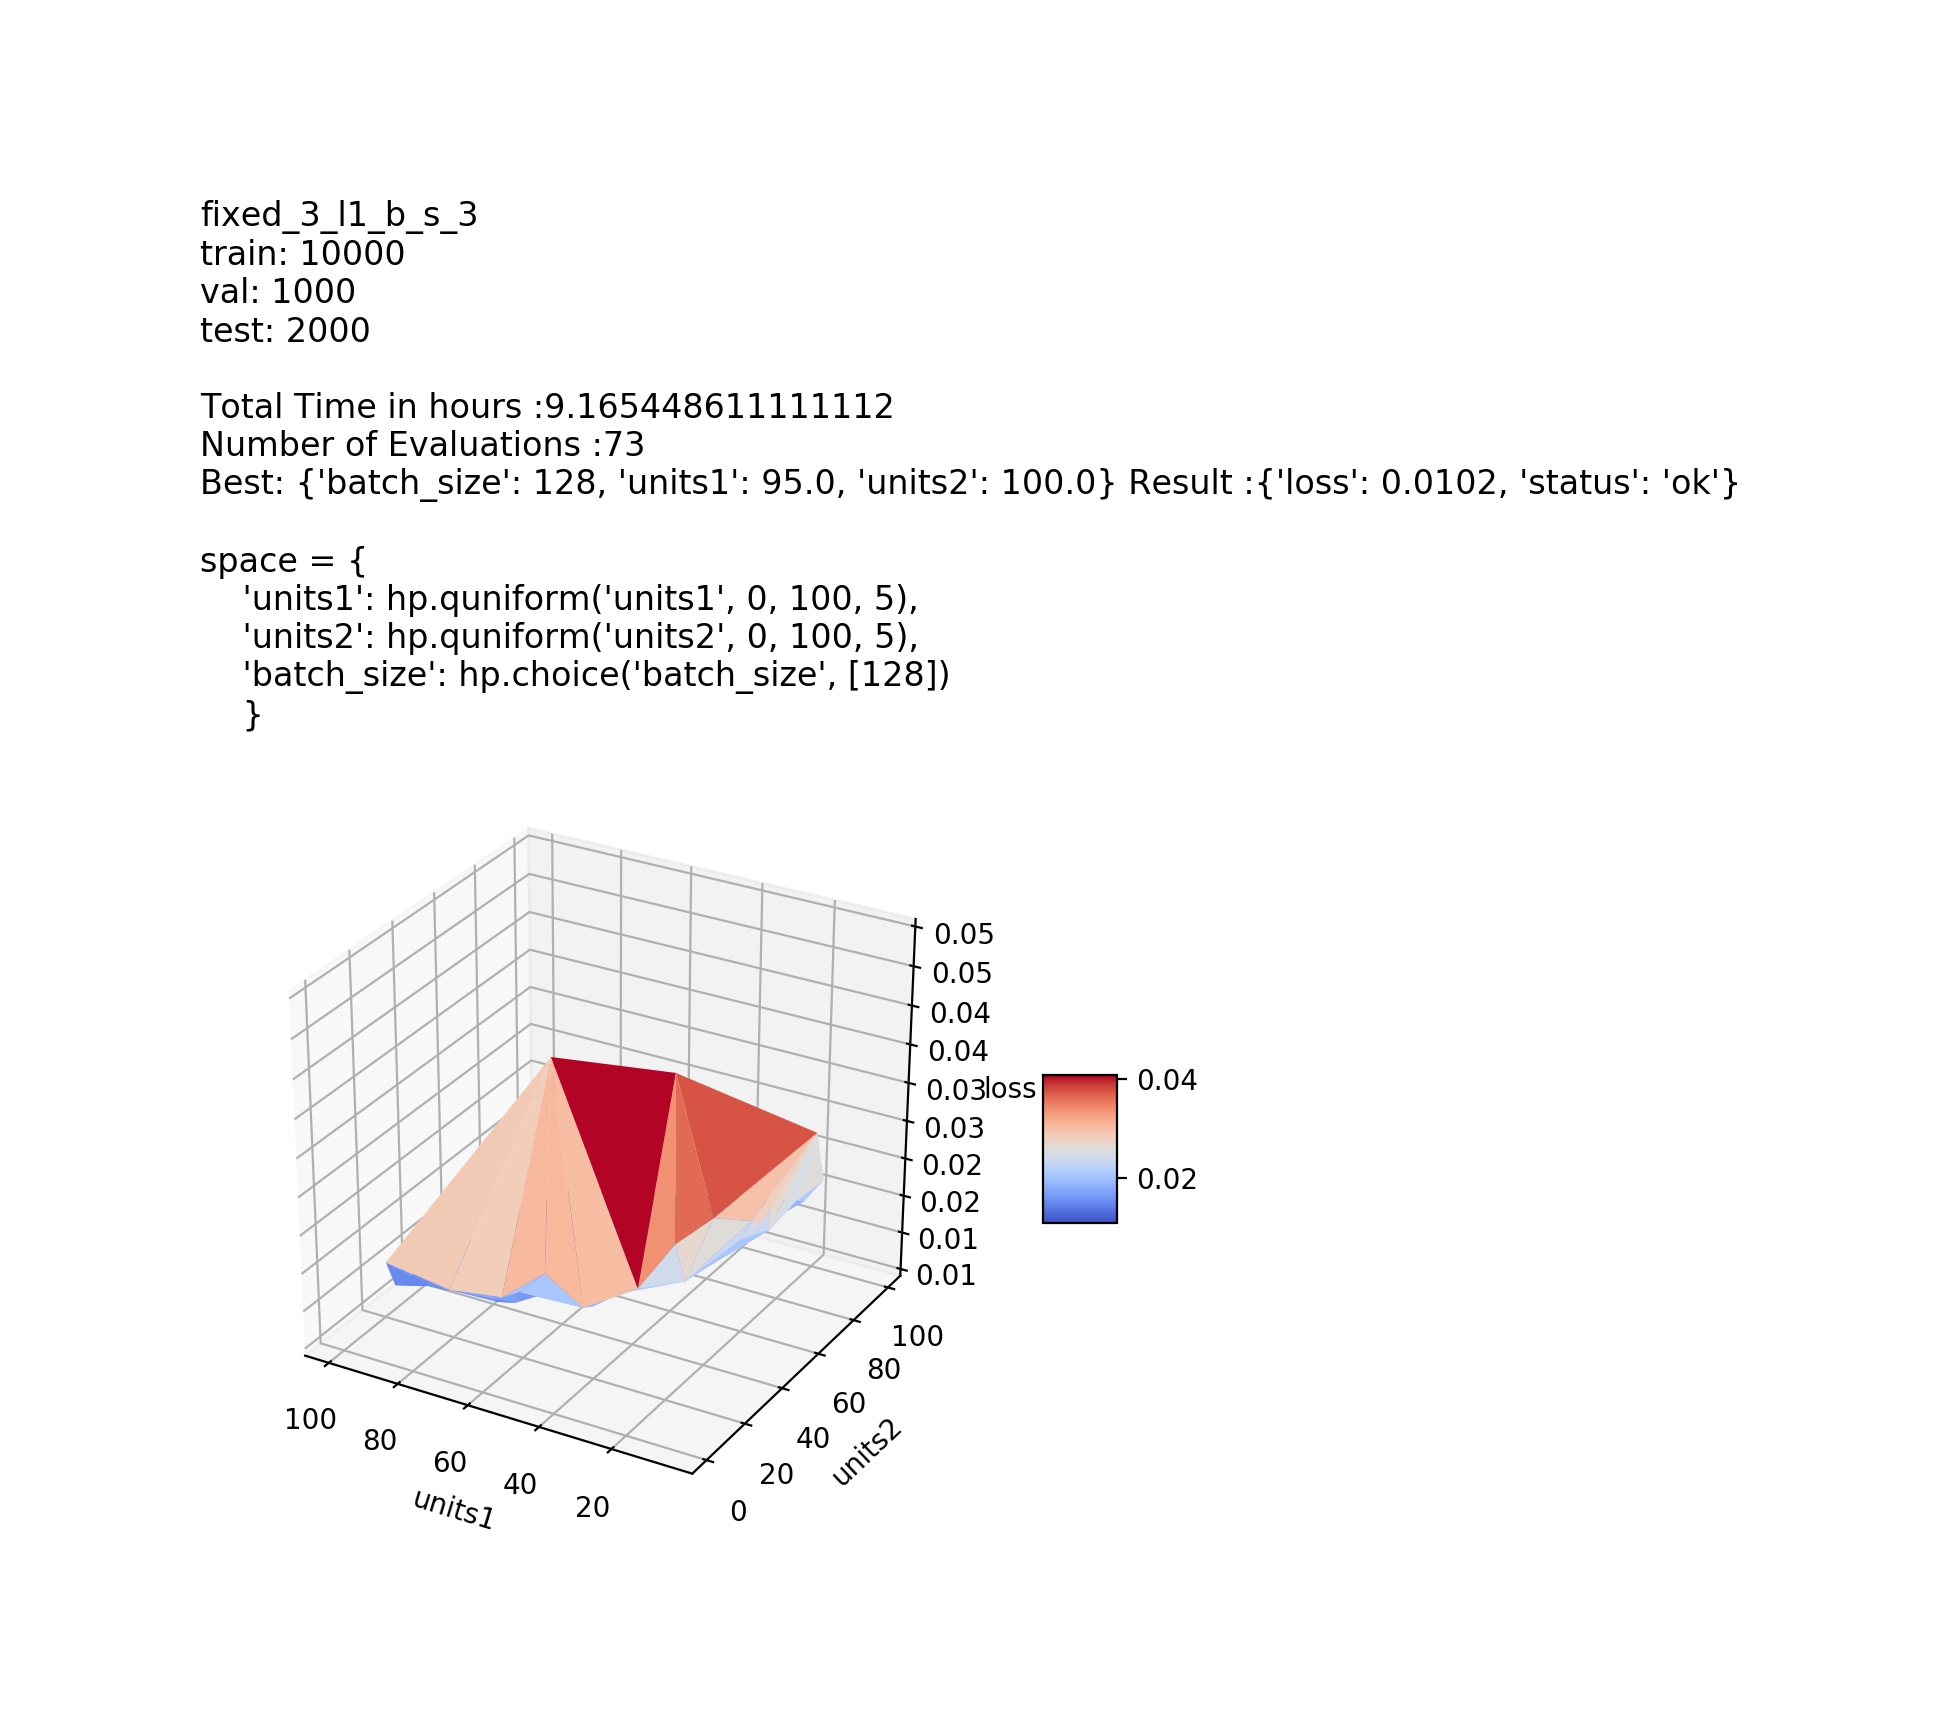 fixed_3_l1_b_s_3
train: 10000
val: 1000
test: 2000
Total Time in hours :9.165448611111112
Number of Evaluations :73
Best: {'batch_size': 128, 'units1': 95.0, 'units2': 100.0} Result :{'loss': 0.0102, 'status': 'ok'}
space = {
'units1': hp.quniform('units1', 0, 100, 5),
'units2': hp.quniform('units2', 0, 100, 5),
'batch_size': hp.choice('batch_size', [128])
}
0.05
0.05
0.04
0.04
0.03
0.03
0.02
0.02
0.01
0.01
loss
0.04
0.02
100
80
60
40
20
units1
0
20
40
60
80
100
units2